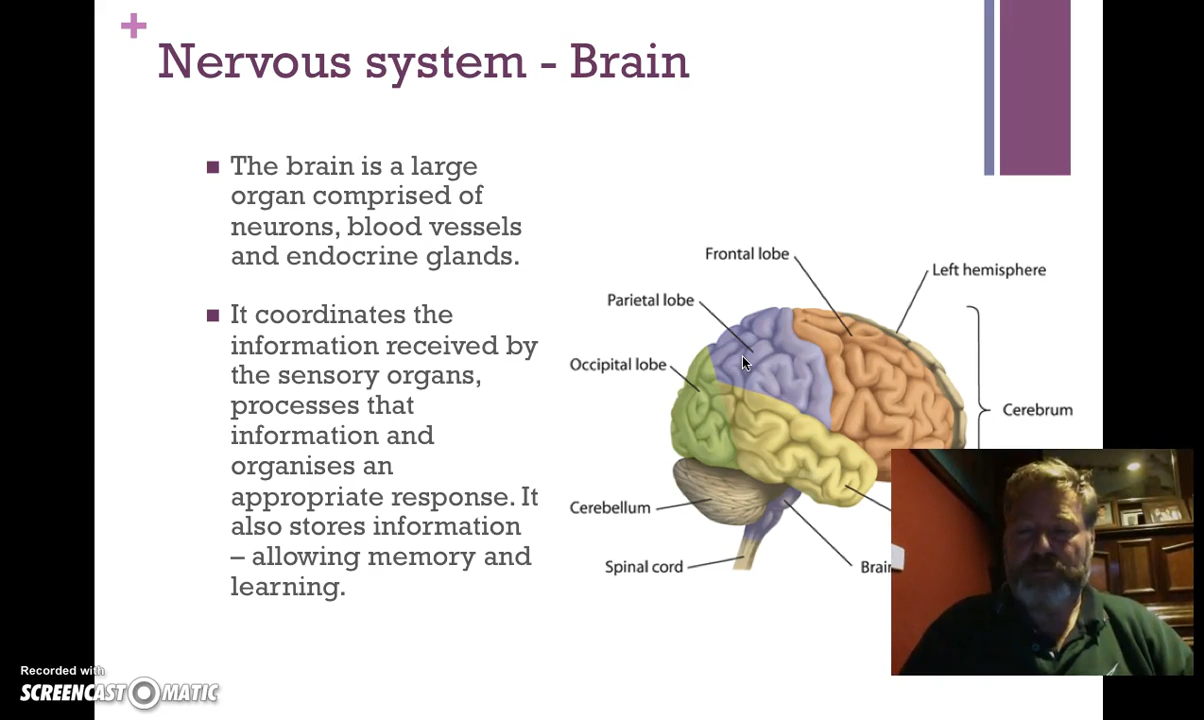 +
Nervous system - Brain
■ The brain is a large
organ comprised of
neurons, blood vessels
and endocrine glands.
■ It coordinates the
information received by
the sensory organs,
processes that
information and
organises an
appropriate response. It
also stores information
– allowing memory and
learning.
Frontal lobe
Left hemisphere
Parietal lobe
Occipital lobe
Cerebrum
Cerebellum
Spinal cord
Recorded with
SCREENCAST MATIC